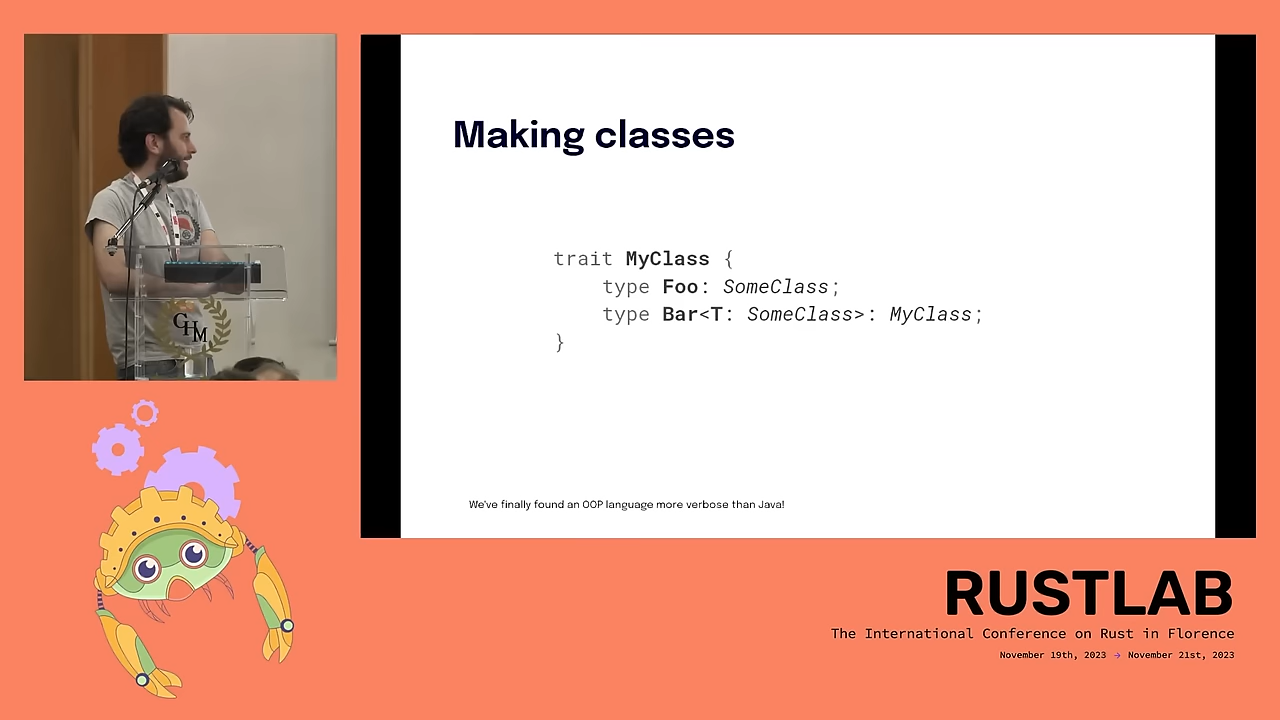 Making classes
trait MyClass {
type Foo: SomeClass;
type Bar<T: SomeClass>: MyClass;
}
We've finally found an OOP language more verbose than Java!
GHM
RUSTLAB
The International Conference on Rust in Florence
November 19th, 2023 → November 21st, 2023